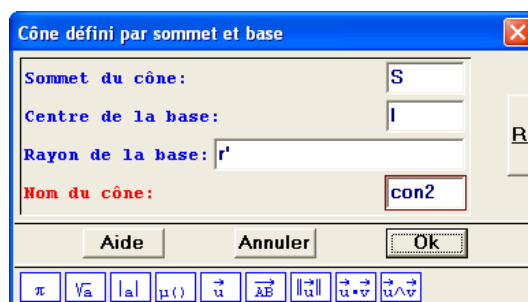 Cône défini par sommet et base
Sommet du cône: S
Centre de la base: I
Rayon de la base: r'
Nom du cône: con2
R
Aide Annuler Ok
π √a |a| μ() u⃗ AB⃗ ||u⃗|| u⃗•v⃗ u⃗∧v⃗